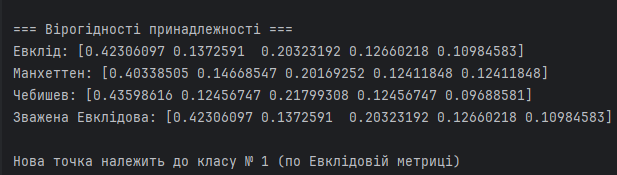 === Вірогідності принадлежності ===
Евклід: [0.42306097 0.1372591  0.20323192 0.12660218 0.10984583]
Манхеттен: [0.40338505 0.14668547 0.20169252 0.12411848 0.12411848]
Чебишев: [0.43598616 0.12456747 0.21799308 0.12456747 0.09688581]
Зважена Евклідова: [0.42306097 0.1372591  0.20323192 0.12660218 0.10984583]
Нова точка належить до класу № 1 (по Евклідовій метриці)